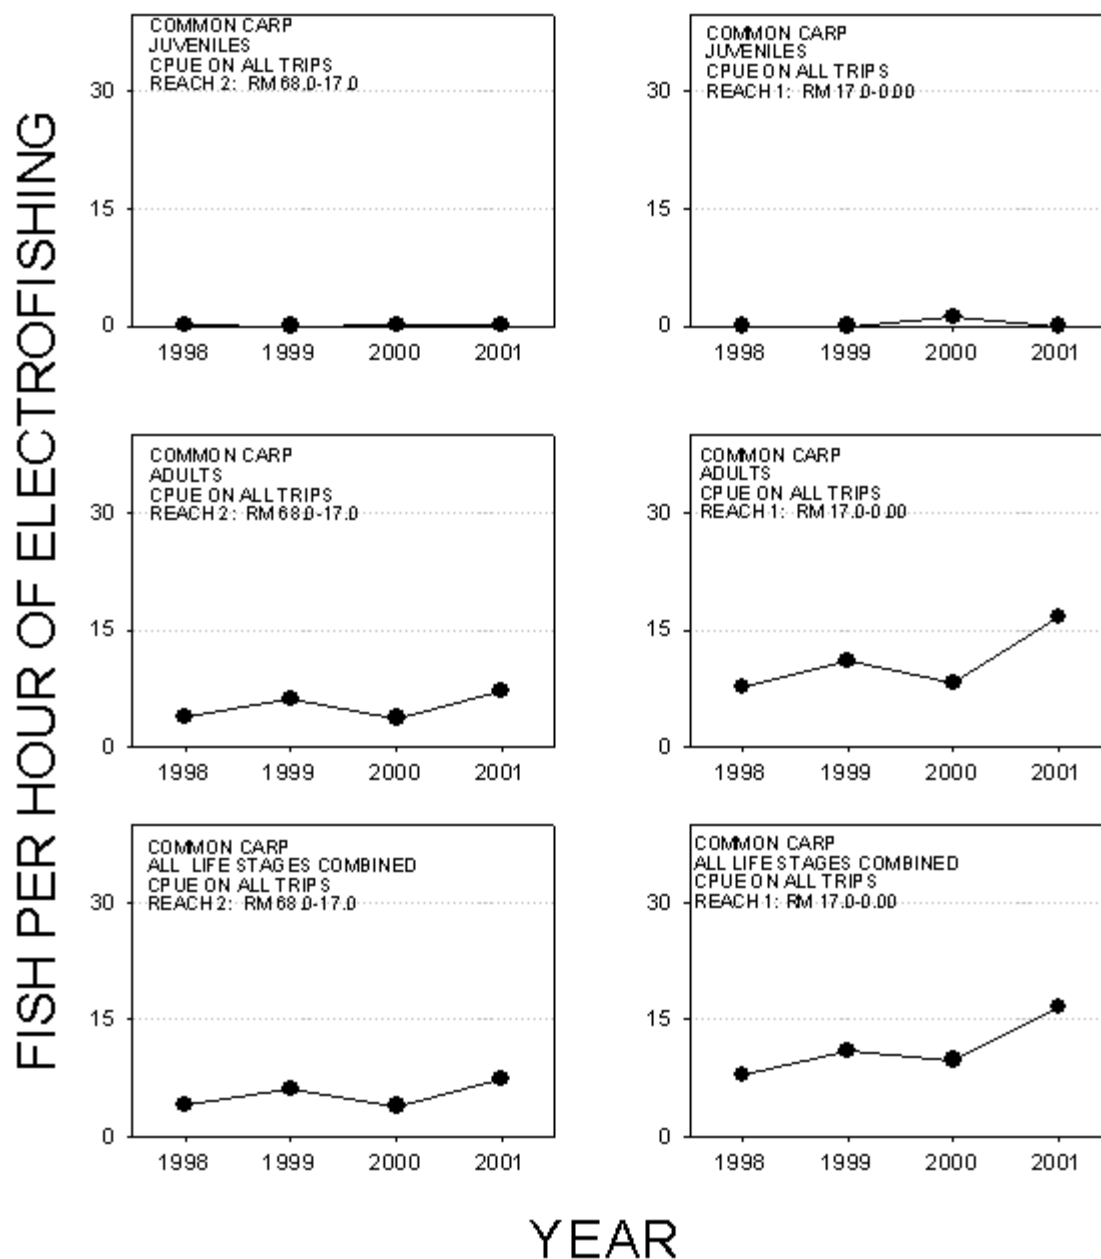 FISH PER HOUR OF ELECTROFISHING
COMMON CARP
JUVENILES
CPUE ON ALL TRIPS
REACH 2: RM 68.0-17.0
30
15
0
1998 1999 2000 2001
COMMON CARP
JUVENILES
CPUE ON ALL TRIPS
REACH 1: RM 17.0-0.00
30
15
0
1998 1999 2000 2001
COMMON CARP
ADULTS
CPUE ON ALL TRIPS
REACH 2: RM 68.0-17.0
30
15
0
1998 1999 2000 2001
COMMON CARP
ADULTS
CPUE ON ALL TRIPS
REACH 1: RM 17.0-0.00
30
15
0
1998 1999 2000 2001
COMMON CARP
ALL LIFE STAGES COMBINED
CPUE ON ALL TRIPS
REACH 2: RM 68.0-17.0
30
15
0
1998 1999 2000 2001
COMMON CARP
ALL LIFE STAGES COMBINED
CPUE ON ALL TRIPS
REACH 1: RM 17.0-0.00
30
15
0
1998 1999 2000 2001
YEAR